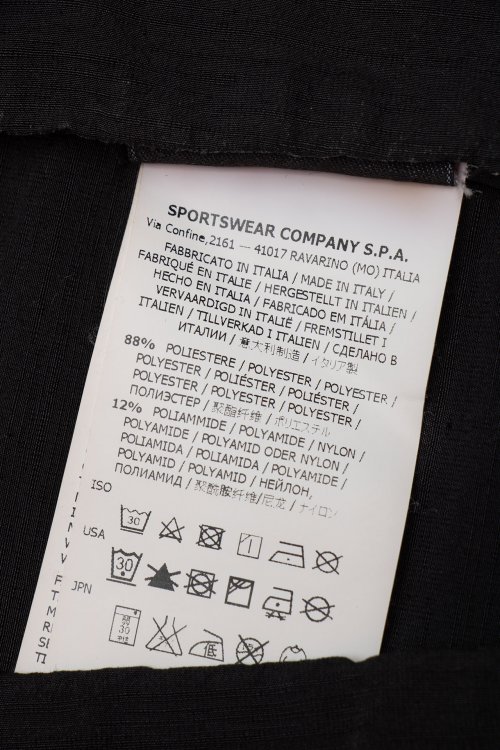 SPORTSWEAR COMPANY S.P.A.
Via Confine,2161 — 41017 RAVARINO (MO) ITALIA
FABBRICATO IN ITALIA / MADE IN ITALY /
FABRIQUÉ EN ITALIE / HERGESTELLT IN ITALIEN /
HECHO EN ITALIA / FABRICADO EM ITÁLIA /
VERVAARDIGD IN ITALIË / FREMSTILLET I
ITALIEN / TILLVERKAD I ITALIEN / СДЕЛАНО В
ИТАЛИИ / 意大利制造 / イタリア製
88% POLIESTERE / POLYESTER / POLYESTER /
POLYESTER / POLIÉSTER / POLIÉSTER /
POLYESTER / POLYESTER / POLYESTER /
ПОЛИЭСТЕР / 聚酯纤维 / ポリエステル
12% POLIAMMIDE / POLYAMIDE / NYLON /
POLYAMIDE / POLYAMID ODER NYLON /
POLIAMIDA / POLIAMIDA / POLYAMIDE /
POLYAMID / POLYAMID / НЕЙЛОН,
ПОЛИАМИД / 聚酰胺纤维/尼龙 / ナイロン
ISO
30
USA
30
JPN
30
低